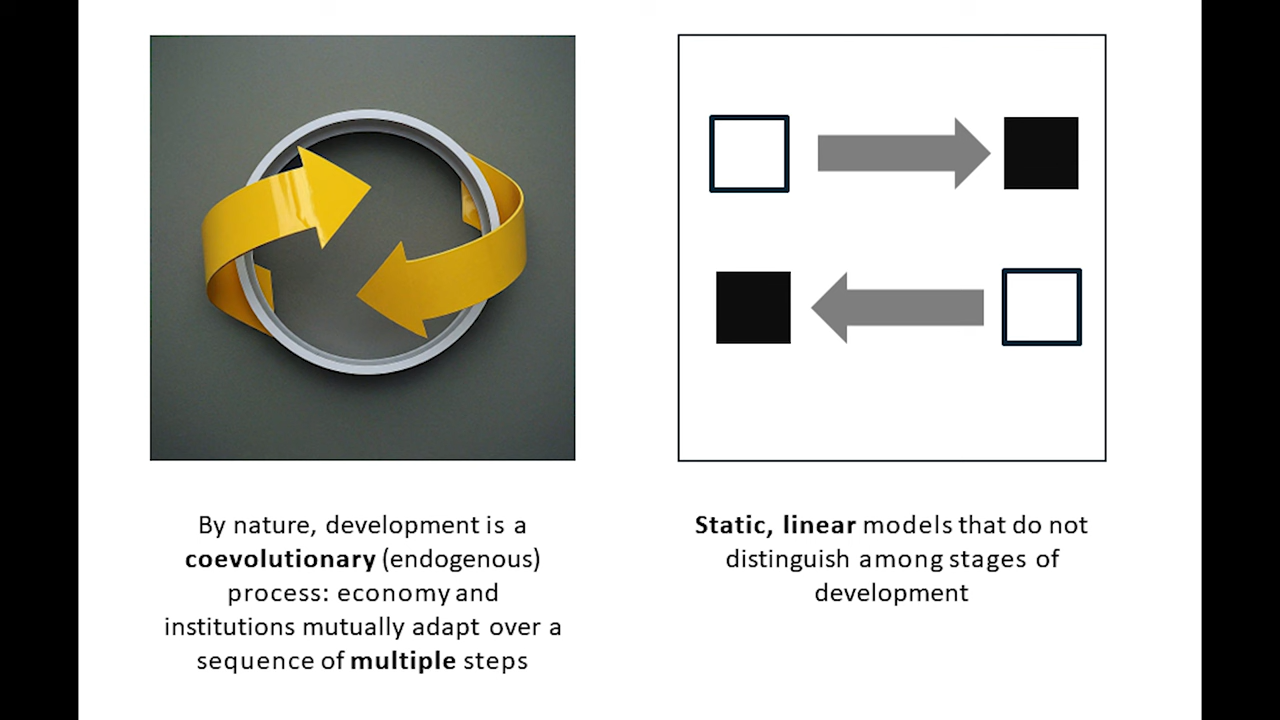 By nature, development is a
coevolutionary (endogenous)
process: economy and
institutions mutually adapt over a
sequence of multiple steps
Static, linear models that do not
distinguish among stages of
development